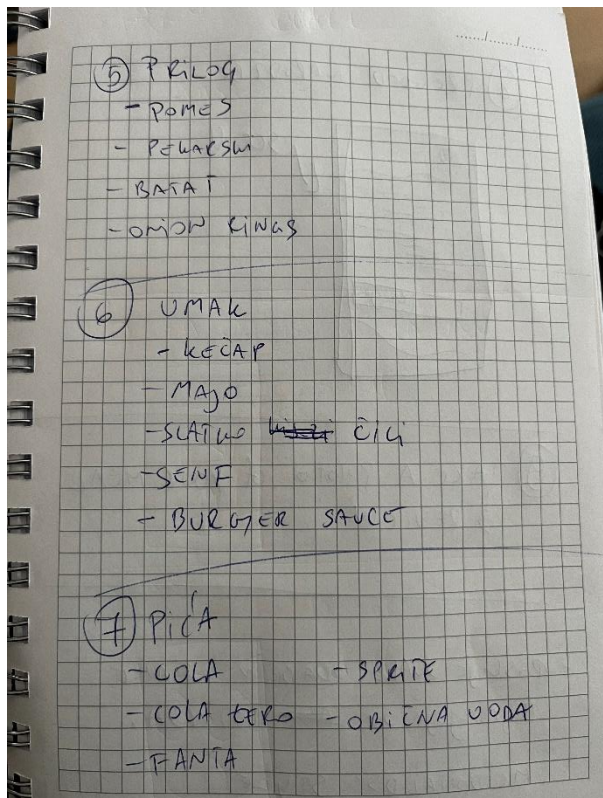 5 PRILOG
- POMES
- PEKARSKI
- BATAT
- ONION RINGS
6 UMAK
- KEČAP
- MAJO
- SLATKO ČILI
- SENF
- BURGER SAUCE
7 PIĆA
- COLA - SPRITE
- COLA ZERO - OBIČNA VODA
- FANTA